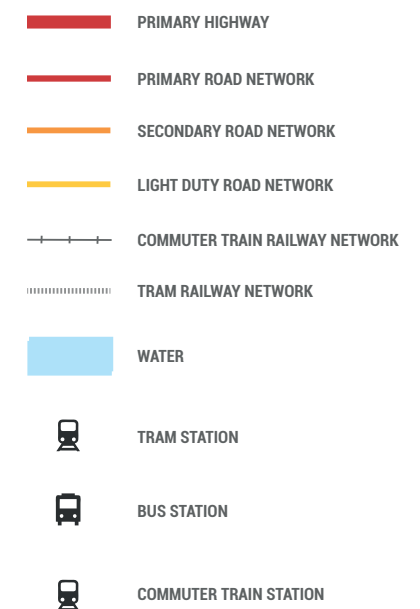 PRIMARY HIGHWAY
PRIMARY ROAD NETWORK
SECONDARY ROAD NETWORK
LIGHT DUTY ROAD NETWORK
COMMUTER TRAIN RAILWAY NETWORK
TRAM RAILWAY NETWORK
WATER
TRAM STATION
BUS STATION
COMMUTER TRAIN STATION